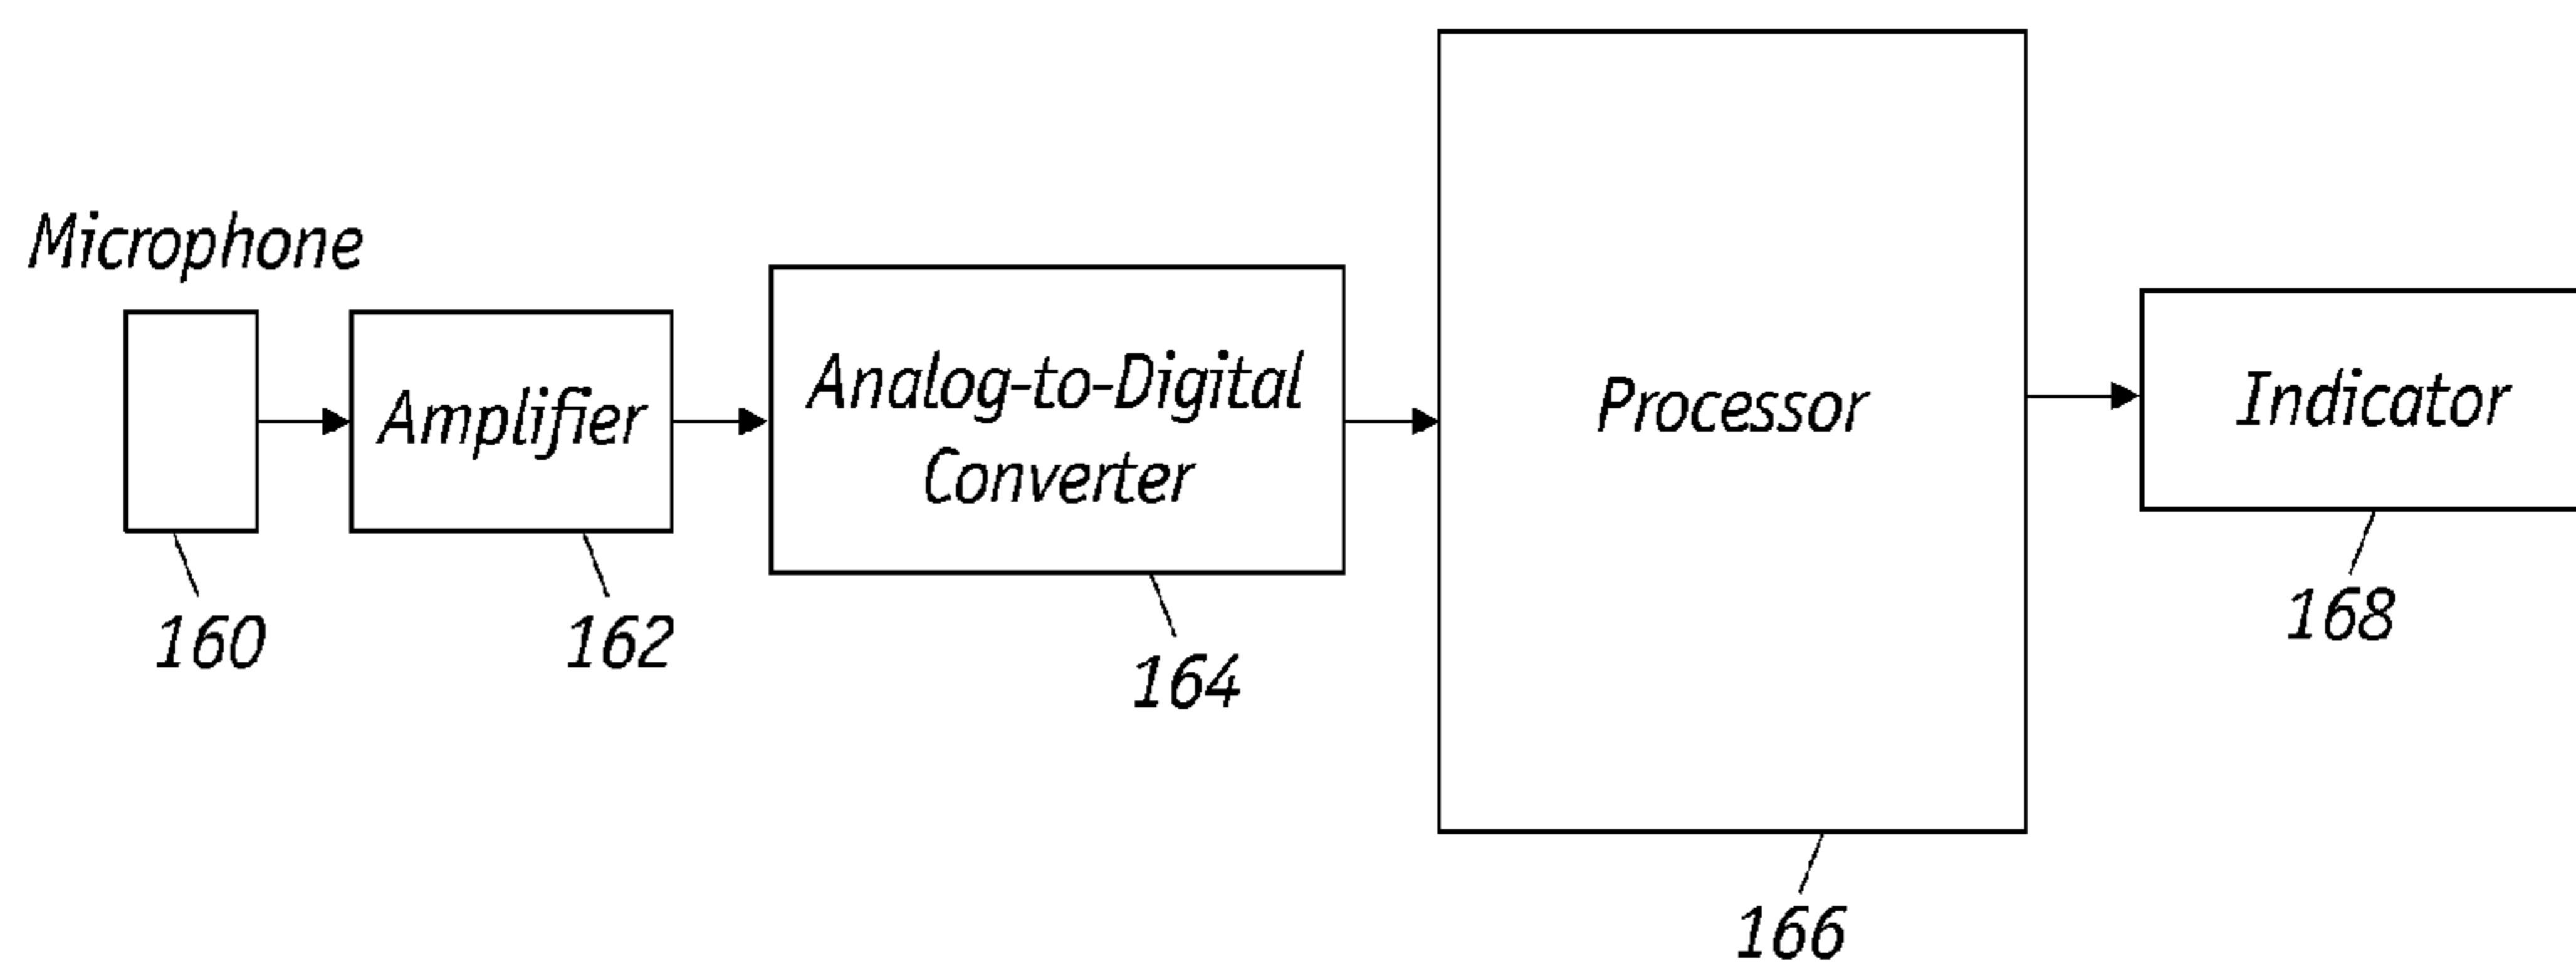 Microphone
Amplifier
Analog-to-Digital
Converter
Processor
Indicator
160
162
164
166
168